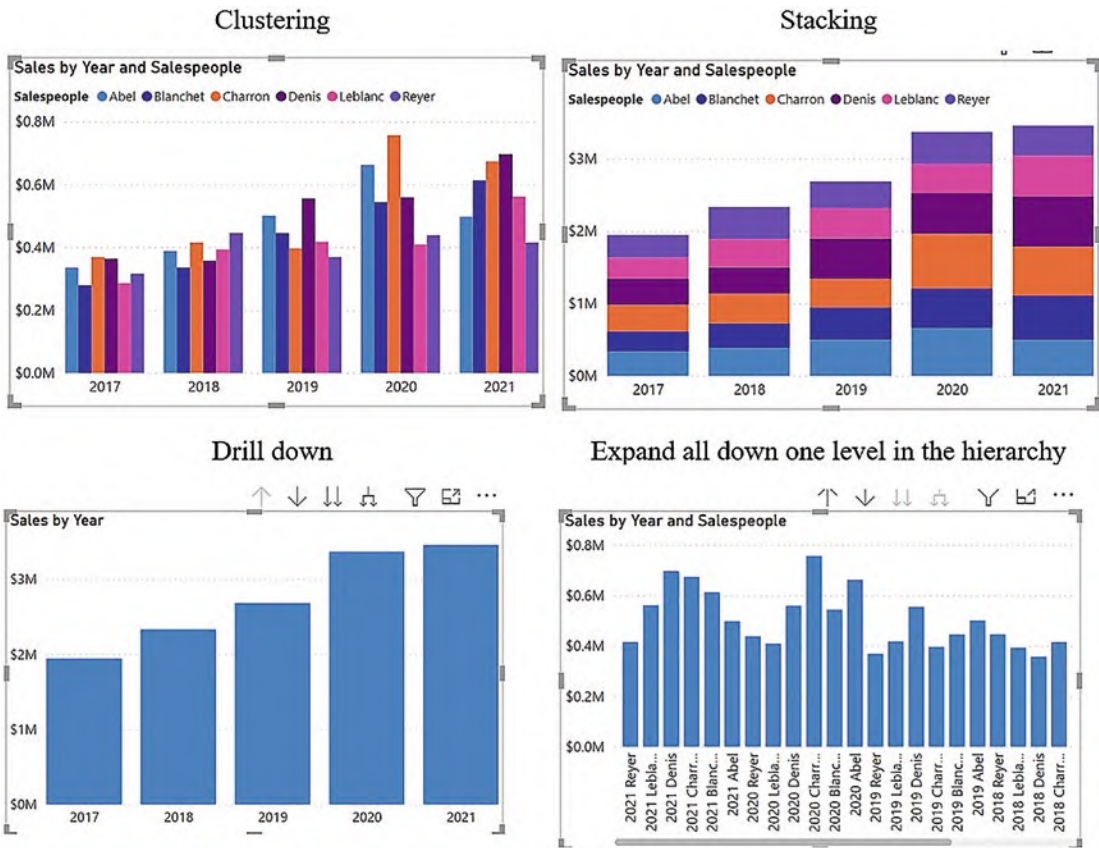 Clustering
Sales by Year and Salespeople
Salespeople Abel Blanchet Charron Denis Leblanc Reyer
$0.8M
$0.6M
$0.4M
$0.2M
$0.0M
2017 2018 2019 2020 2021
Stacking
Sales by Year and Salespeople
Salespeople Abel Blanchet Charron Denis Leblanc Reyer
$3M
$2M
$1M
$0M
2017 2018 2019 2020 2021
Drill down
Sales by Year
$3M
$2M
$1M
$0M
2017 2018 2019 2020 2021
Expand all down one level in the hierarchy
Sales by Year and Salespeople
$0.8M
$0.6M
$0.4M
$0.2M
$0.0M
2021 Reyer
2021 Lebla...
2021 Denis
2021 Charr...
2021 Blanc...
2021 Abel
2020 Reyer
2020 Lebla...
2020 Denis
2020 Charr...
2020 Blanc...
2020 Abel
2019 Reyer
2019 Lebla...
2019 Denis
2019 Charr...
2019 Blanc...
2019 Abel
2018 Reyer
2018 Lebla...
2018 Denis
2018 Charr...